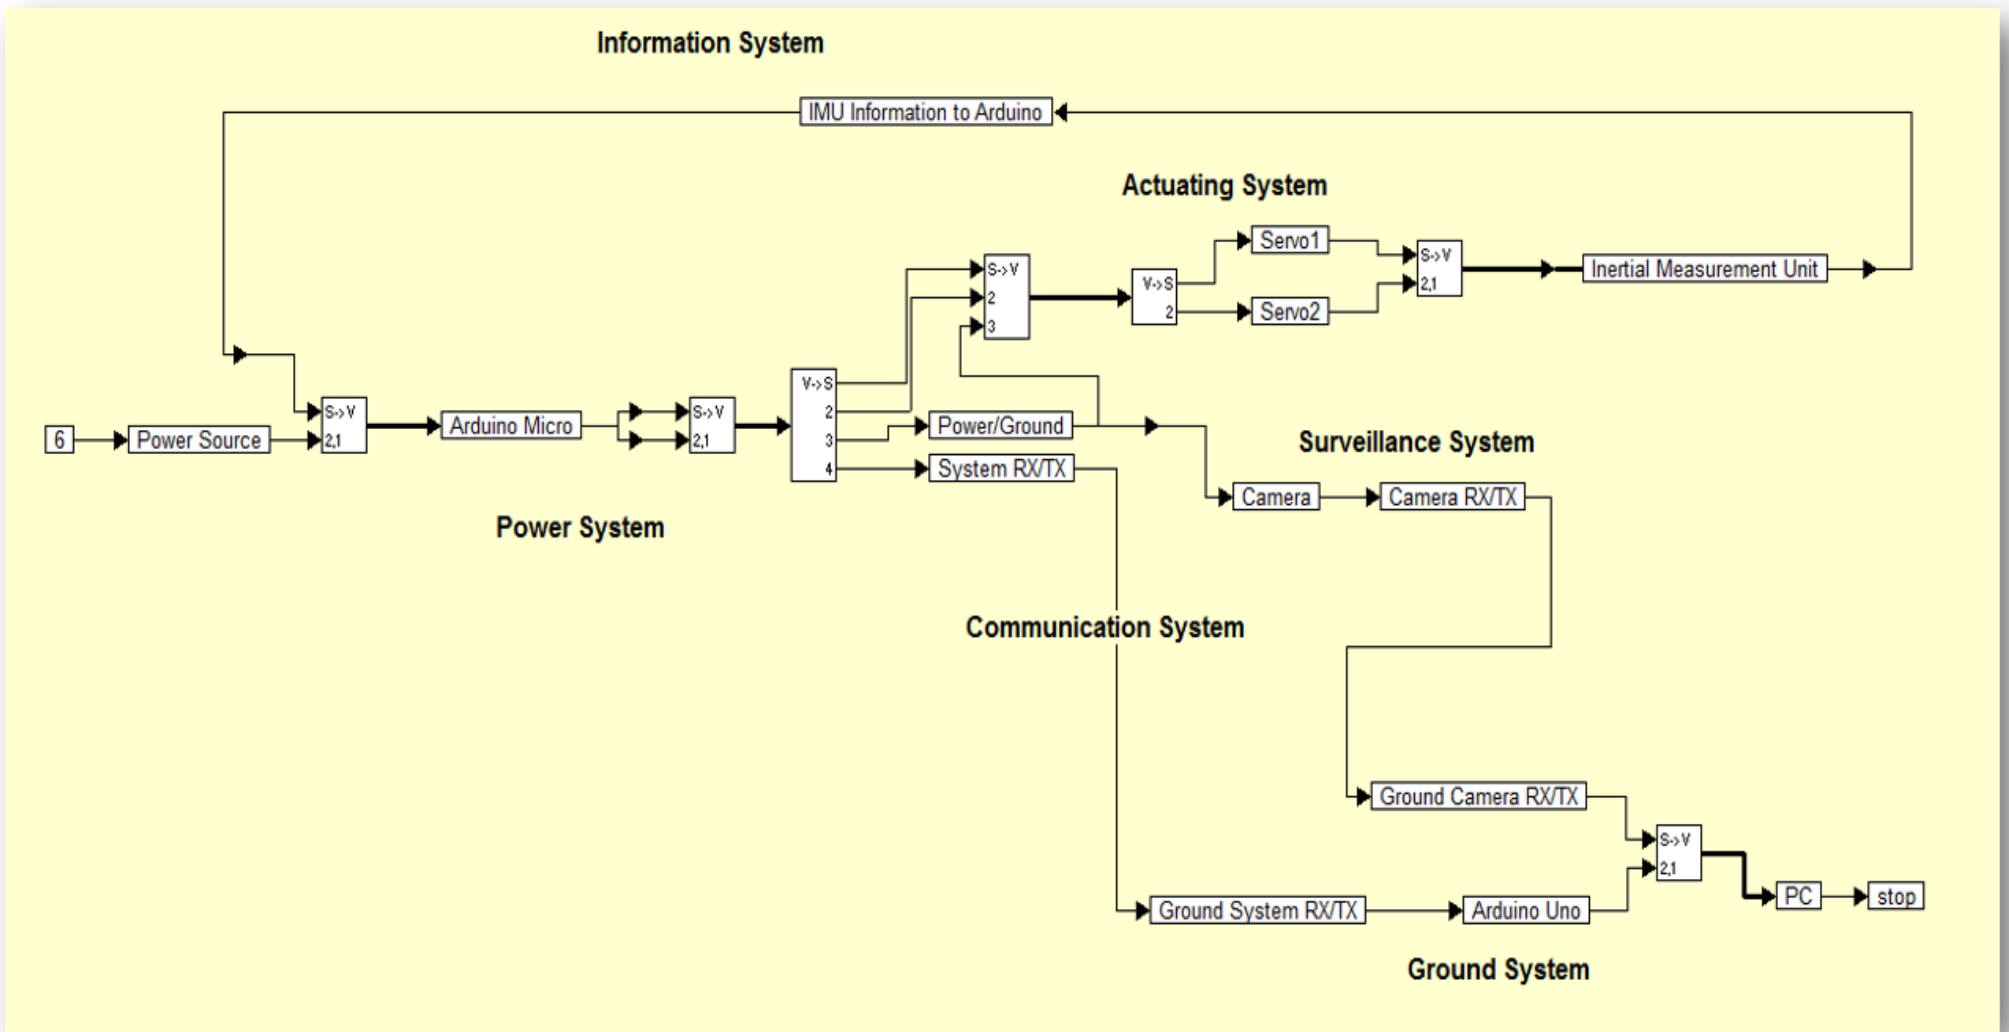 Information System
IMU Information to Arduino
Actuating System
S->V
2
3
V->S
2
Servo1
Servo2
S->V
2,1
Inertial Measurement Unit
6
Power Source
S->V
2,1
Arduino Micro
S->V
2,1
V->S
2
3
4
Power/Ground
System RX/TX
Surveillance System
Camera
Camera RX/TX
Power System
Communication System
Ground Camera RX/TX
S->V
2,1
Ground System RX/TX
Arduino Uno
PC
stop
Ground System